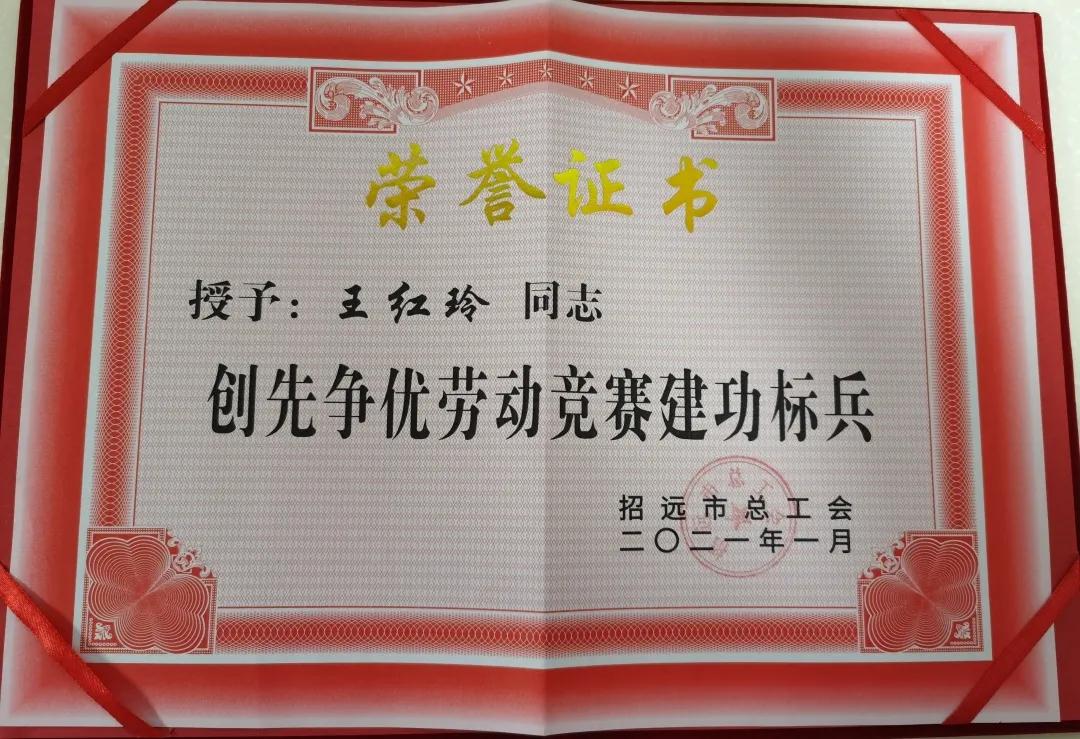 荣誉证书
授予：王红玲 同志
创先争优劳动竞赛建功标兵
招远市总工会
二〇二一年一月